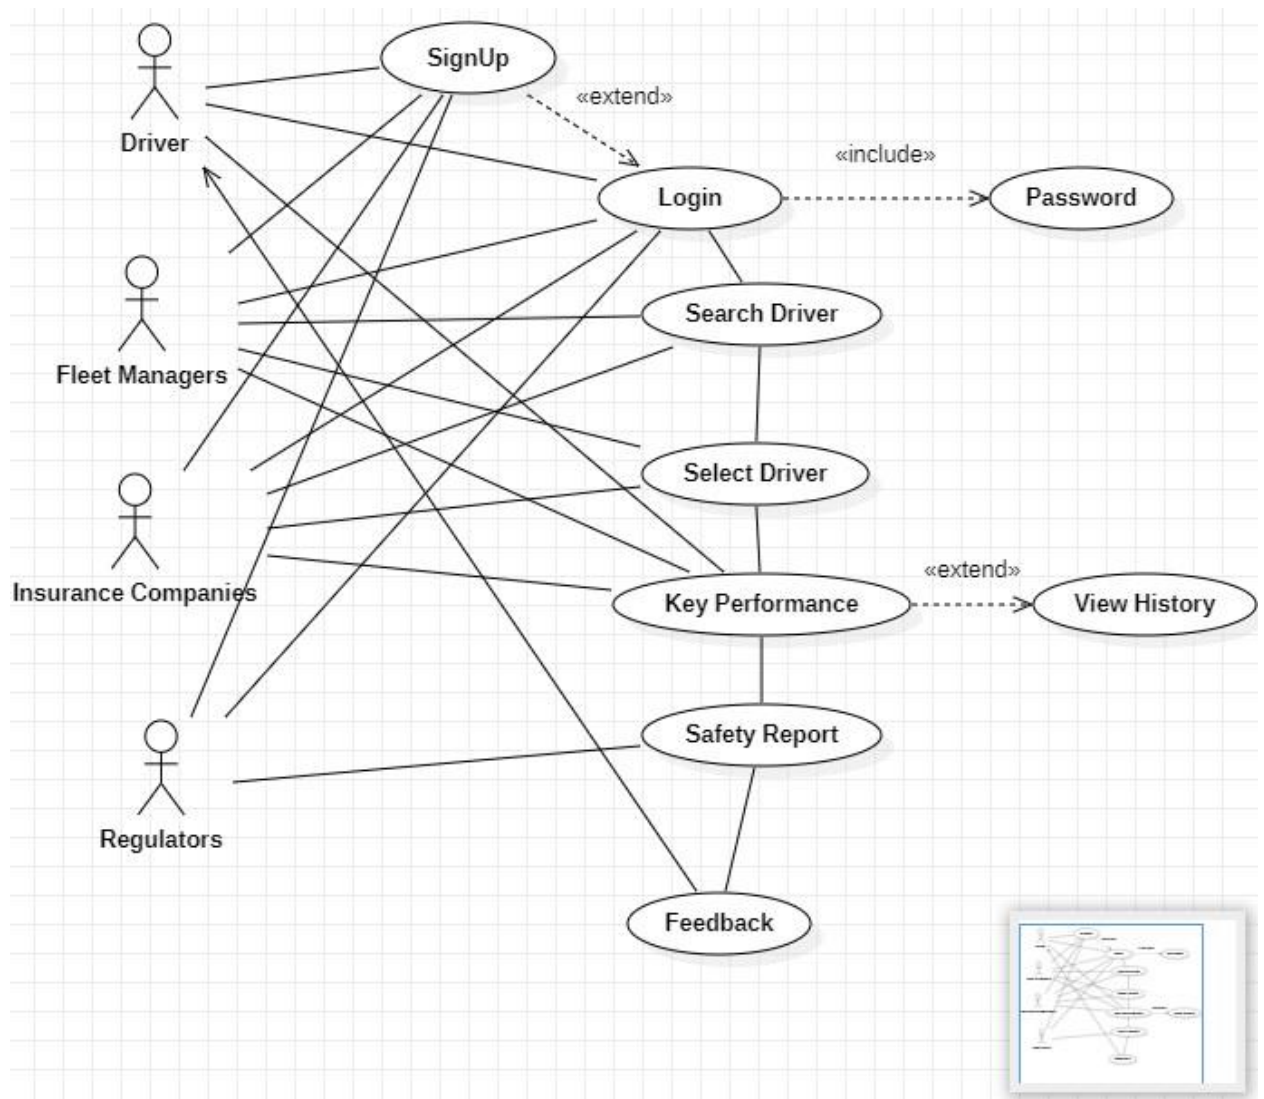 SignUp
«extend»
Driver
«include»
Login
Password
Search Driver
Fleet Managers
Select Driver
«extend»
Insurance Companies
Key Performance
View History
Safety Report
Regulators
Feedback